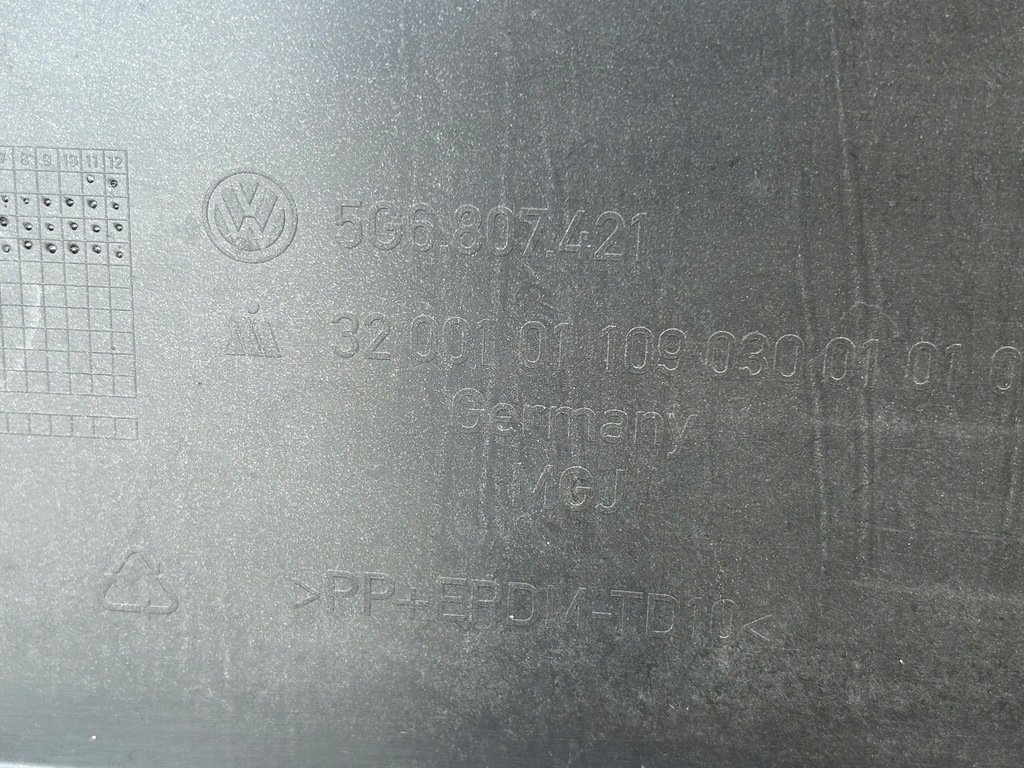 7 8 9 10 11 12
5G6.807.421
32 001 01 109 030 01 01 0
Germany
MGJ
>PP+EPDM-TD10<